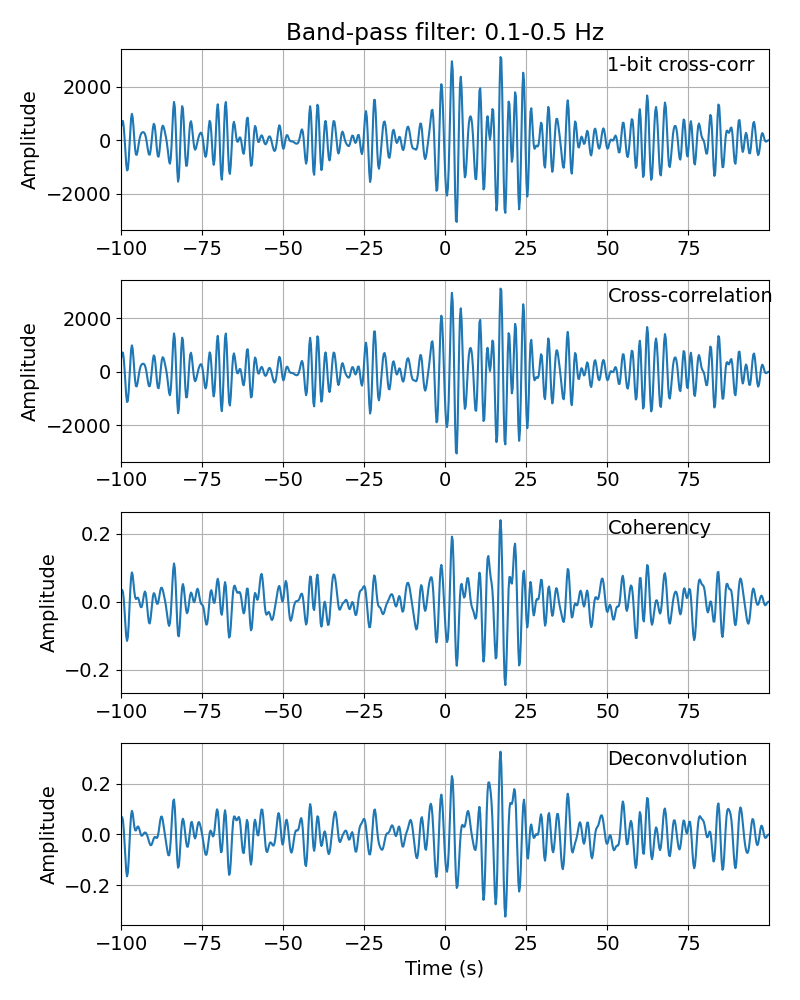 Band-pass filter: 0.1-0.5 Hz
1-bit cross-corr
2000
0
−2000
Amplitude
−100 −75 −50 −25 0 25 50 75
Cross-correlation
2000
0
−2000
Amplitude
−100 −75 −50 −25 0 25 50 75
Coherency
0.2
0.0
−0.2
Amplitude
−100 −75 −50 −25 0 25 50 75
Deconvolution
0.2
0.0
−0.2
Amplitude
−100 −75 −50 −25 0 25 50 75
Time (s)